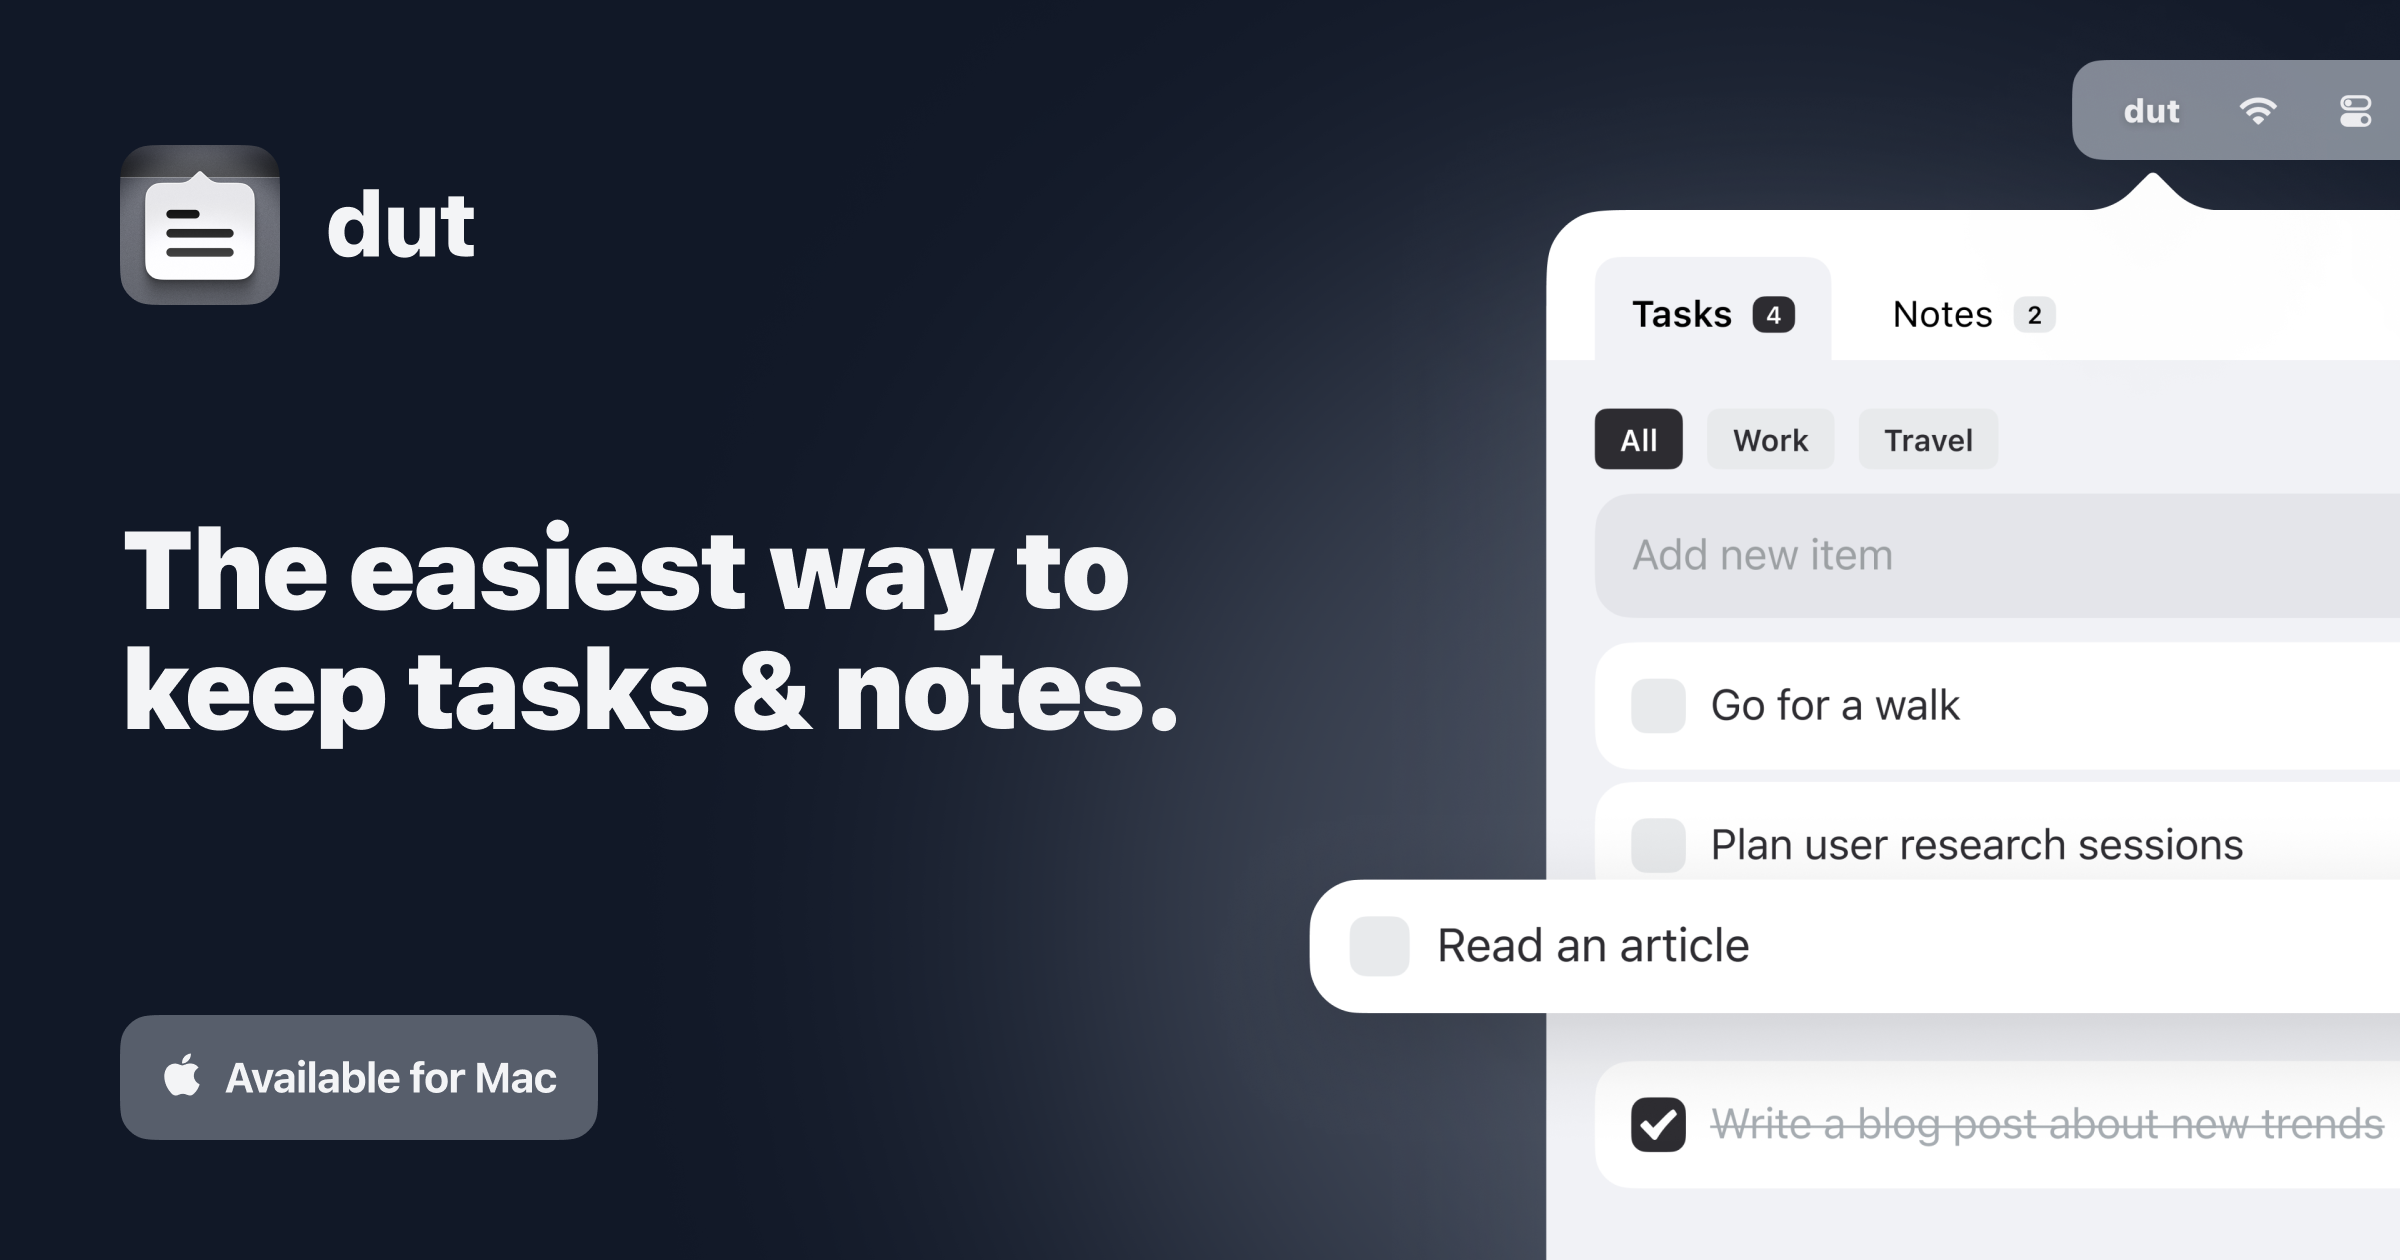 dut
The easiest way to
keep tasks & notes.
Available for Mac
dut
Tasks 4 Notes 2
All Work Travel
Add new item
Go for a walk
Plan user research sessions
Read an article
Write a blog post about new trends